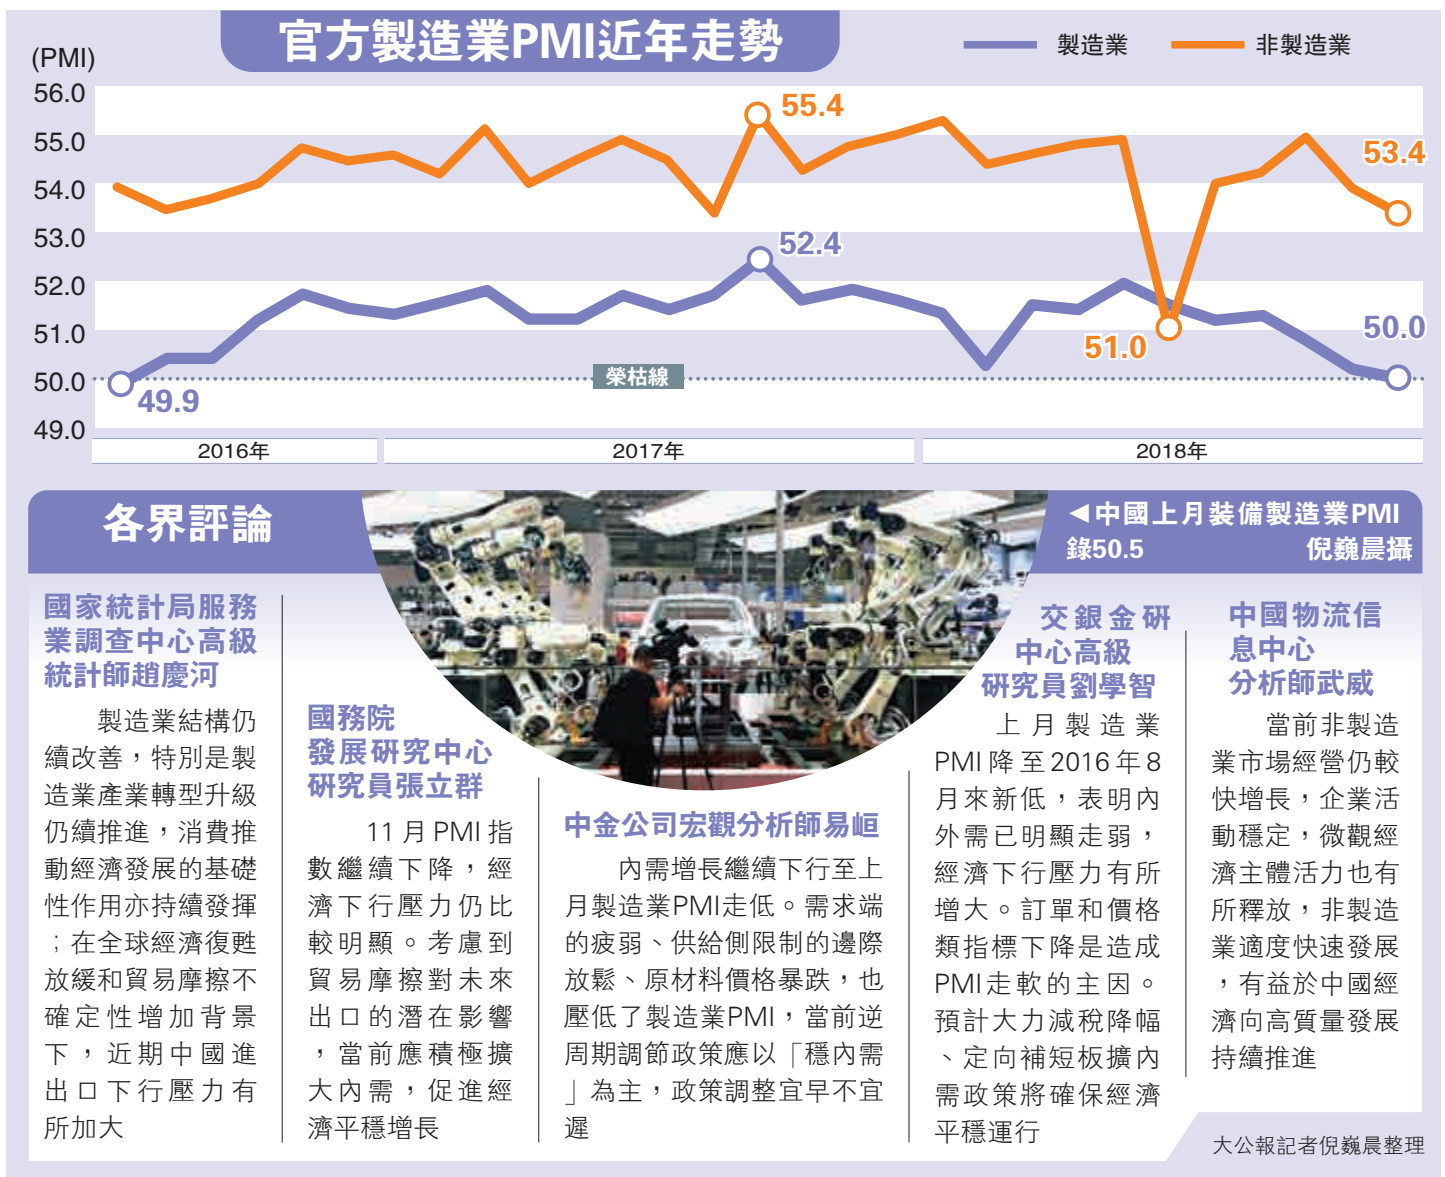 官方製造業PMI近年走勢
製造業
非製造業
(PMI)
56.0
55.0
54.0
53.0
52.0
51.0
50.0
49.0
55.4
53.4
52.4
51.0
50.0
49.9
榮枯線
2016年
2017年
2018年
各界評論
◀中國上月裝備製造業PMI
錄50.5 倪巍晨攝
國家統計局服務
業調查中心高級
統計師趙慶河
製造業結構仍
續改善，特別是製
造業產業轉型升級
仍續推進，消費推
動經濟發展的基礎
性作用亦持續發揮
；在全球經濟復甦
放緩和貿易摩擦不
確定性增加背景
下，近期中國進
出口下行壓力有
所加大
國務院
發展研究中心
研究員張立群
11月PMI指
數繼續下降，經
濟下行壓力仍比
較明顯。考慮到
貿易摩擦對未來
出口的潛在影響
，當前應積極擴
大內需，促進經
濟平穩增長
中金公司宏觀分析師易峘
內需增長繼續下行至上
月製造業PMI走低。需求端
的疲弱、供給側限制的邊際
放鬆、原材料價格暴跌，也
壓低了製造業PMI，當前逆
周期調節政策應以「穩內需
」為主，政策調整宜早不宜
遲
交銀金研
中心高級
研究員劉學智
上月製造業
PMI降至2016年8
月來新低，表明內
外需已明顯走弱，
經濟下行壓力有所
增大。訂單和價格
類指標下降是造成
PMI走軟的主因。
預計大力減稅降幅
、定向補短板擴內
需政策將確保經濟
平穩運行
中國物流信
息中心
分析師武威
當前非製造
業市場經營仍較
快增長，企業活
動穩定，微觀經
濟主體活力也有
所釋放，非製造
業適度快速發展
，有益於中國經
濟向高質量發展
持續推進
大公報記者倪巍晨整理